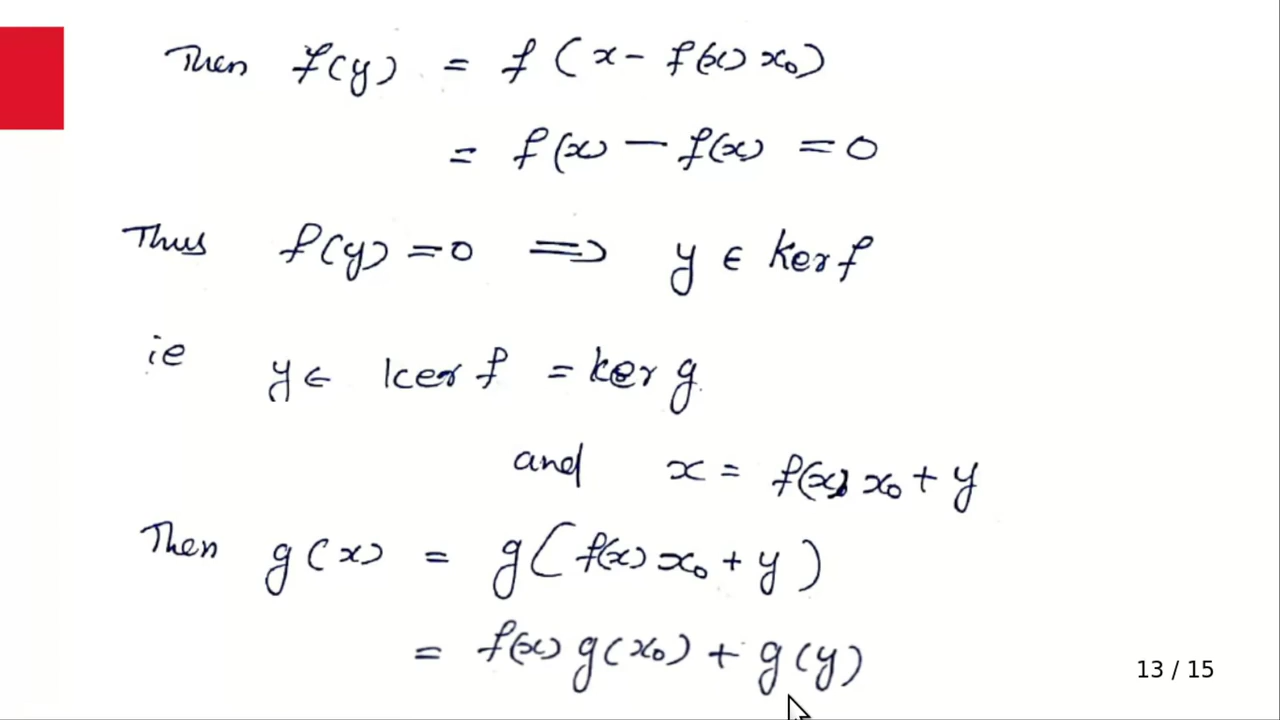 Then f(y) = f(x - f(x) x₀)
= f(x) - f(x) = 0
Thus f(y) = 0 ⟹ y ∈ ker f
ie y ∈ ker f = ker g.
and x = f(x) x₀ + y
Then g(x) = g(f(x) x₀ + y)
= f(x) g(x₀) + g(y)
13 / 15